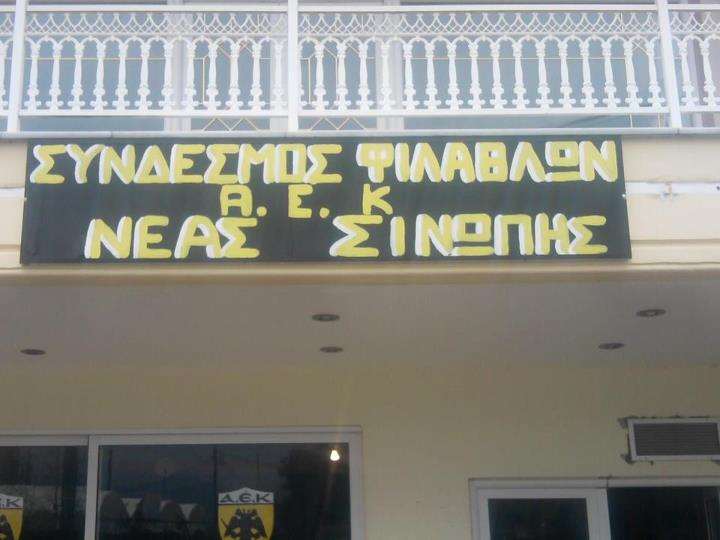 ΣΥΝΔΕΣΜΟΣ ΦΙΛΑΘΛΩΝ
Α. Ε. Κ
ΝΕΑΣ ΣΙΝΩΠΗΣ
Α.Ε.Κ
Α.Ε.Κ